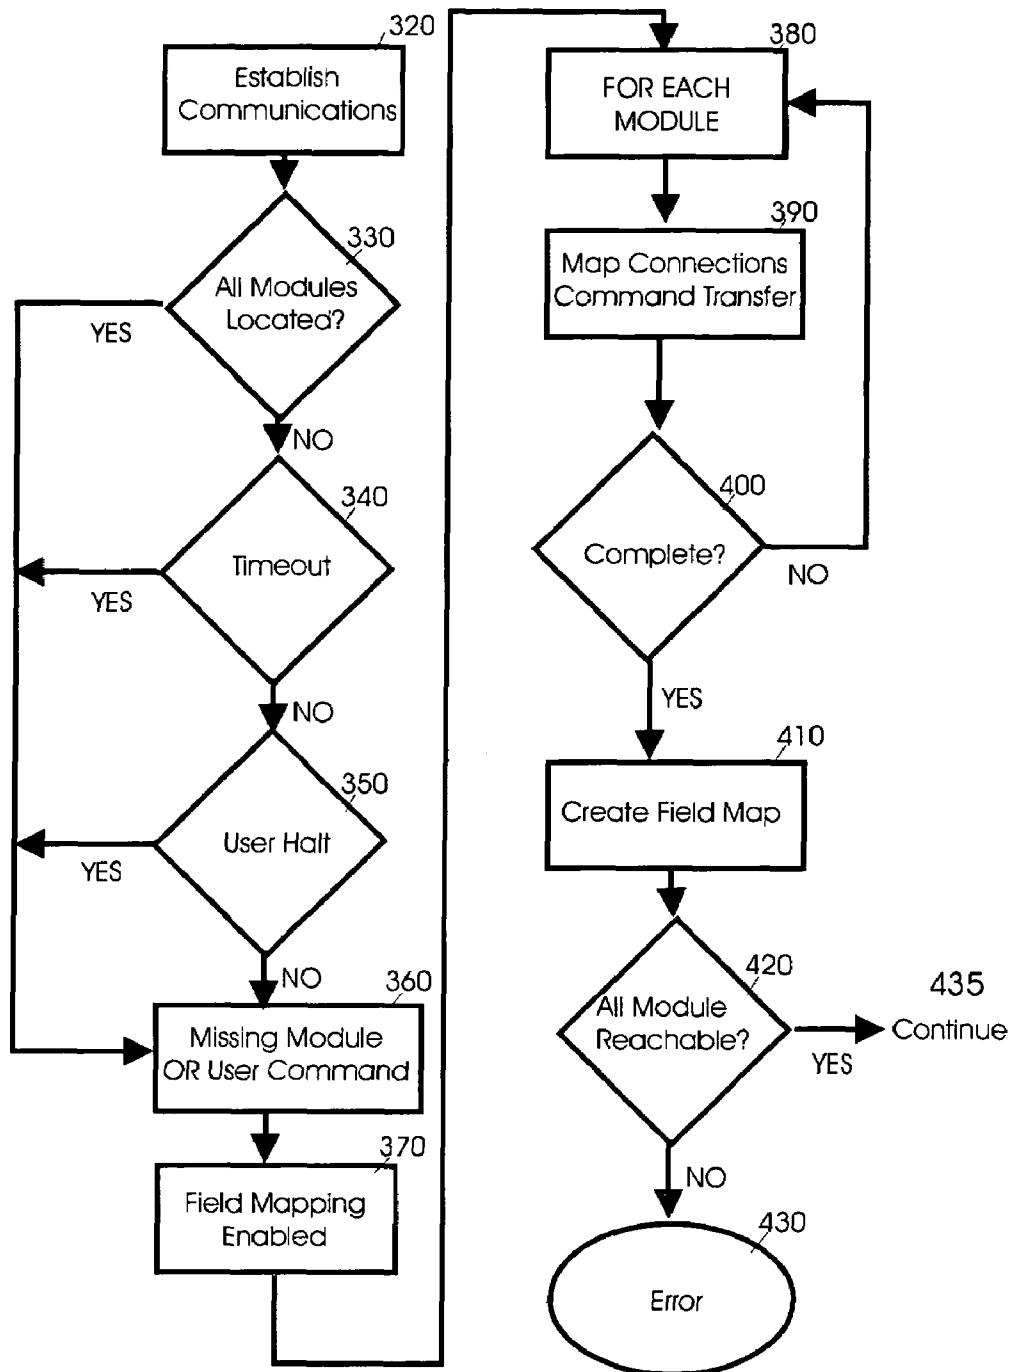 320
Establish
Communications
330
All Modules
Located?
YES
NO
340
Timeout
YES
NO
350
User Halt
YES
NO
360
Missing Module
OR User Command
370
Field Mapping
Enabled
380
FOR EACH
MODULE
390
Map Connections
Command Transfer
400
Complete?
NO
YES
410
Create Field Map
420
All Module
Reachable?
435
Continue
YES
NO
430
Error